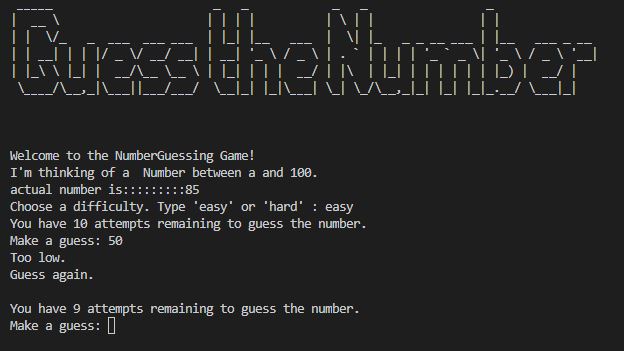 Guess the Number
Welcome to the NumberGuessing Game!
I'm thinking of a  Number between a and 100.
actual number is:::::::::85
Choose a difficulty. Type 'easy' or 'hard' : easy
You have 10 attempts remaining to guess the number.
Make a guess: 50
Too low.
Guess again.
You have 9 attempts remaining to guess the number.
Make a guess: